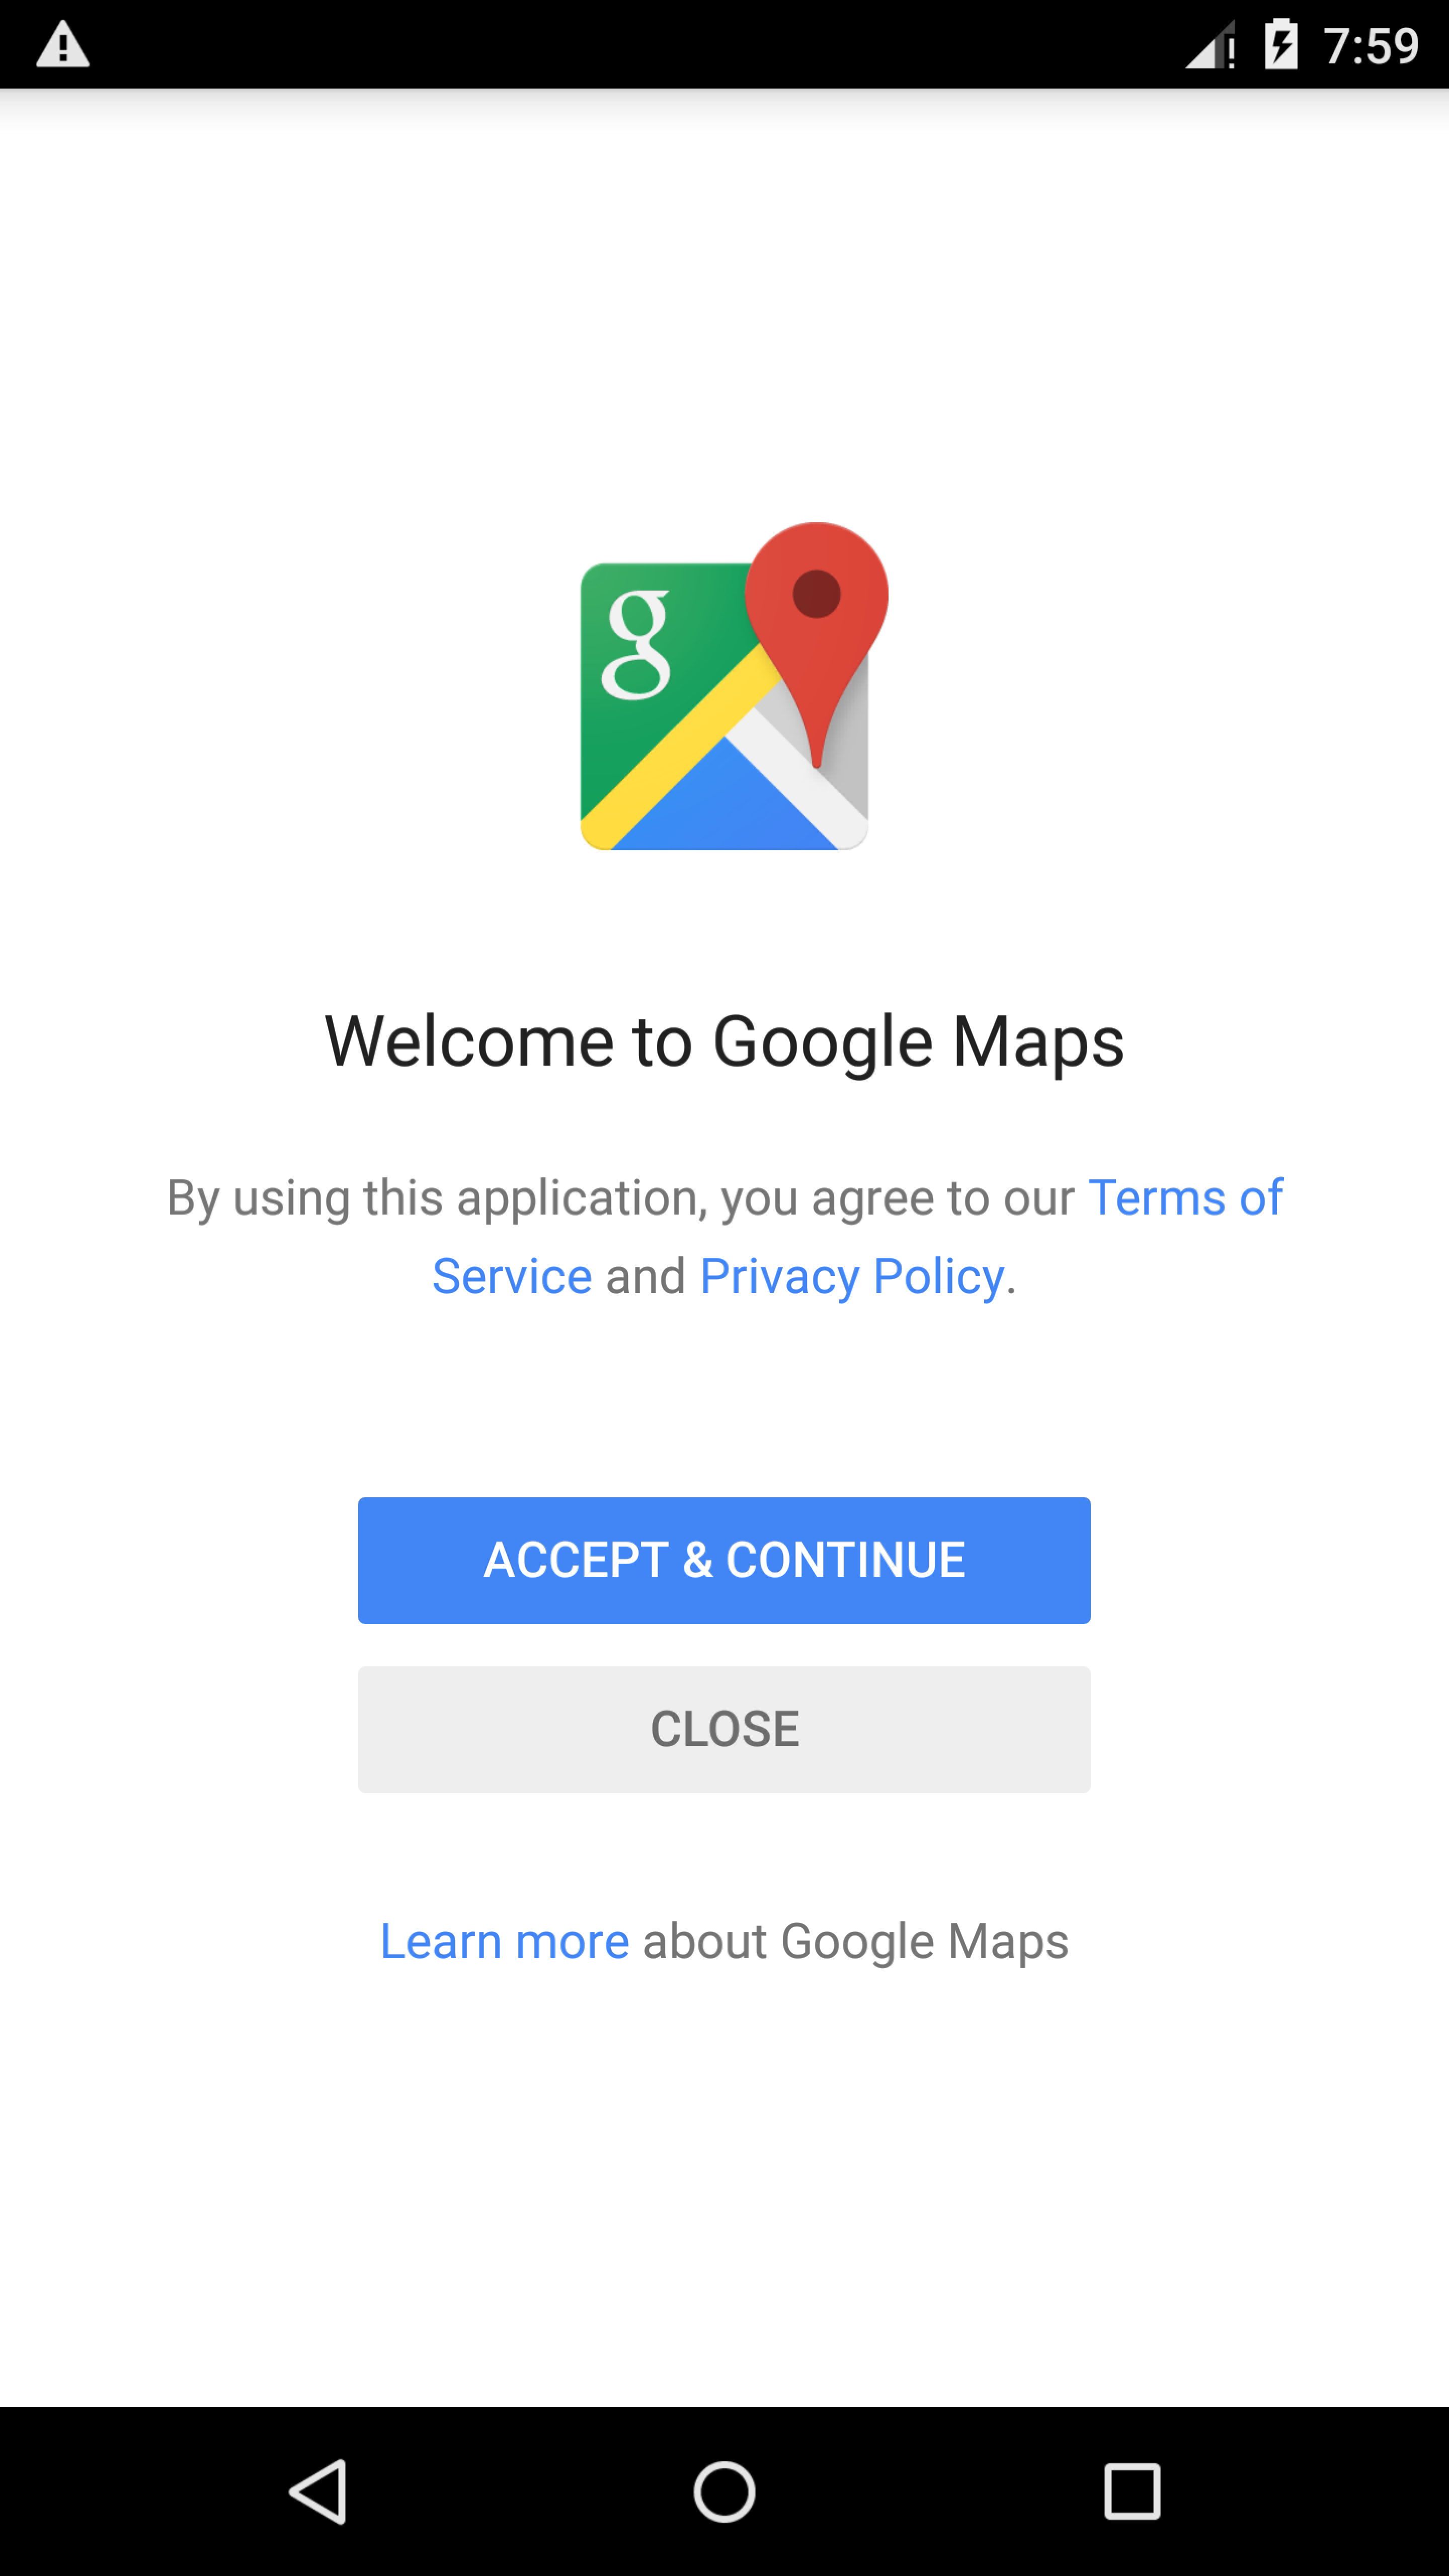 7:59
g
Welcome to Google Maps
By using this application, you agree to our Terms of
Service and Privacy Policy.
ACCEPT & CONTINUE
CLOSE
Learn more about Google Maps